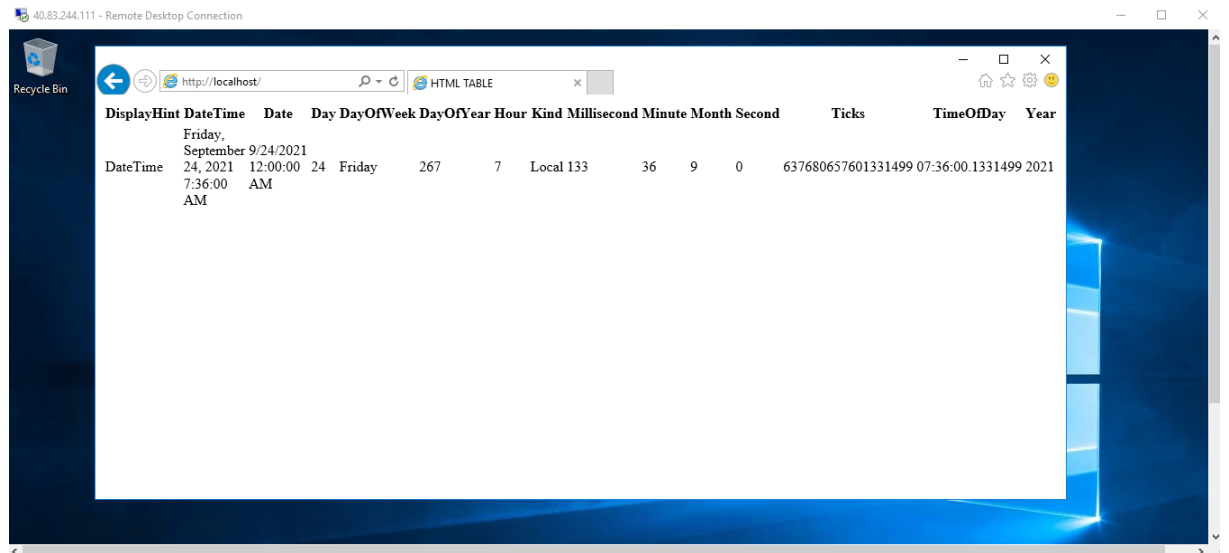 40.83.244.111 - Remote Desktop Connection
Recycle Bin
http://localhost/
HTML TABLE
DisplayHint DateTime Date Day DayOfWeek DayOfYear Hour Kind Millisecond Minute Month Second Ticks TimeOfDay Year
Friday,
September 9/24/2021
DateTime 24, 2021 12:00:00 24 Friday 267 7 Local 133 36 9 0 637680657601331499 07:36:00.1331499 2021
7:36:00 AM
AM